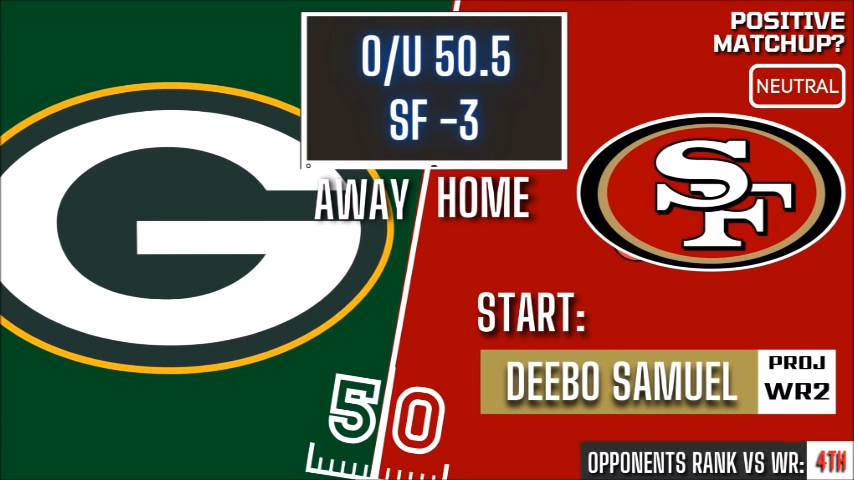 O/U 50.5
SF -3
POSITIVE
MATCHUP?
NEUTRAL
G
SF
AWAY HOME
START:
DEEBO SAMUEL
PROJ
WR2
50
OPPONENTS RANK VS WR: 4TH